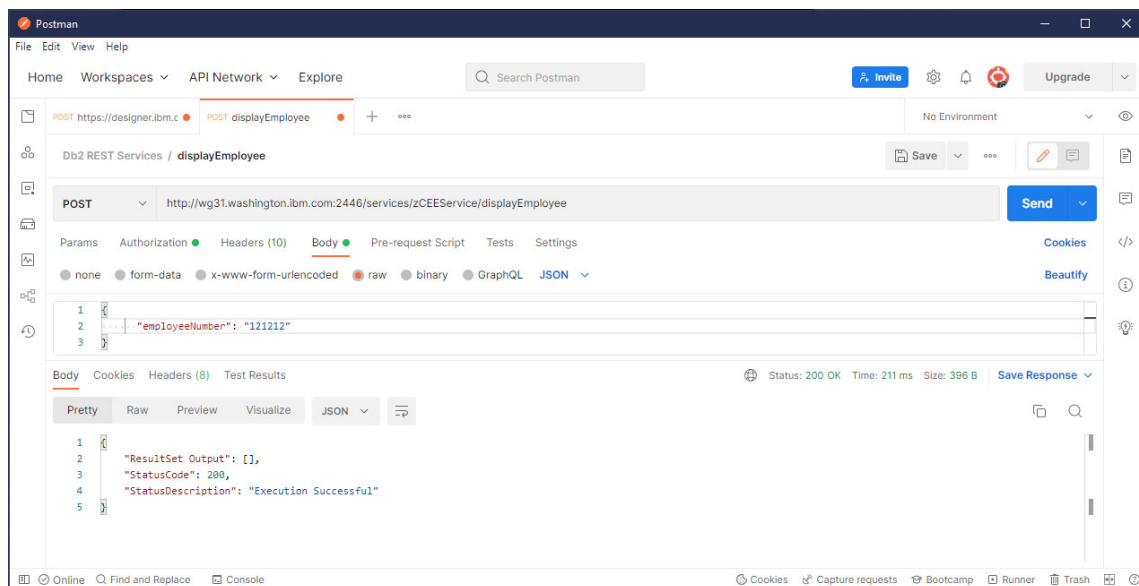 Postman
File Edit View Help
Home Workspaces API Network Explore Search Postman Invite Upgrade
POST https://designer.ibm.c POST displayEmployee No Environment
Db2 REST Services / displayEmployee Save
POST http://wg31.washington.ibm.com:2446/services/zCEEService/displayEmployee Send
Params Authorization Headers (10) Body Pre-request Script Tests Settings Cookies
none form-data x-www-form-urlencoded raw binary GraphQL JSON Beautify
1 {
2 "employeeNumber": "121212"
3 }
Body Cookies Headers (8) Test Results Status: 200 OK Time: 211 ms Size: 396 B Save Response
Pretty Raw Preview Visualize JSON
1 {
2 "ResultSet Output": [],
3 "StatusCode": 200,
4 "StatusDescription": "Execution Successful"
5 }
Online Find and Replace Console Cookies Capture requests Bootcamp Runner Trash